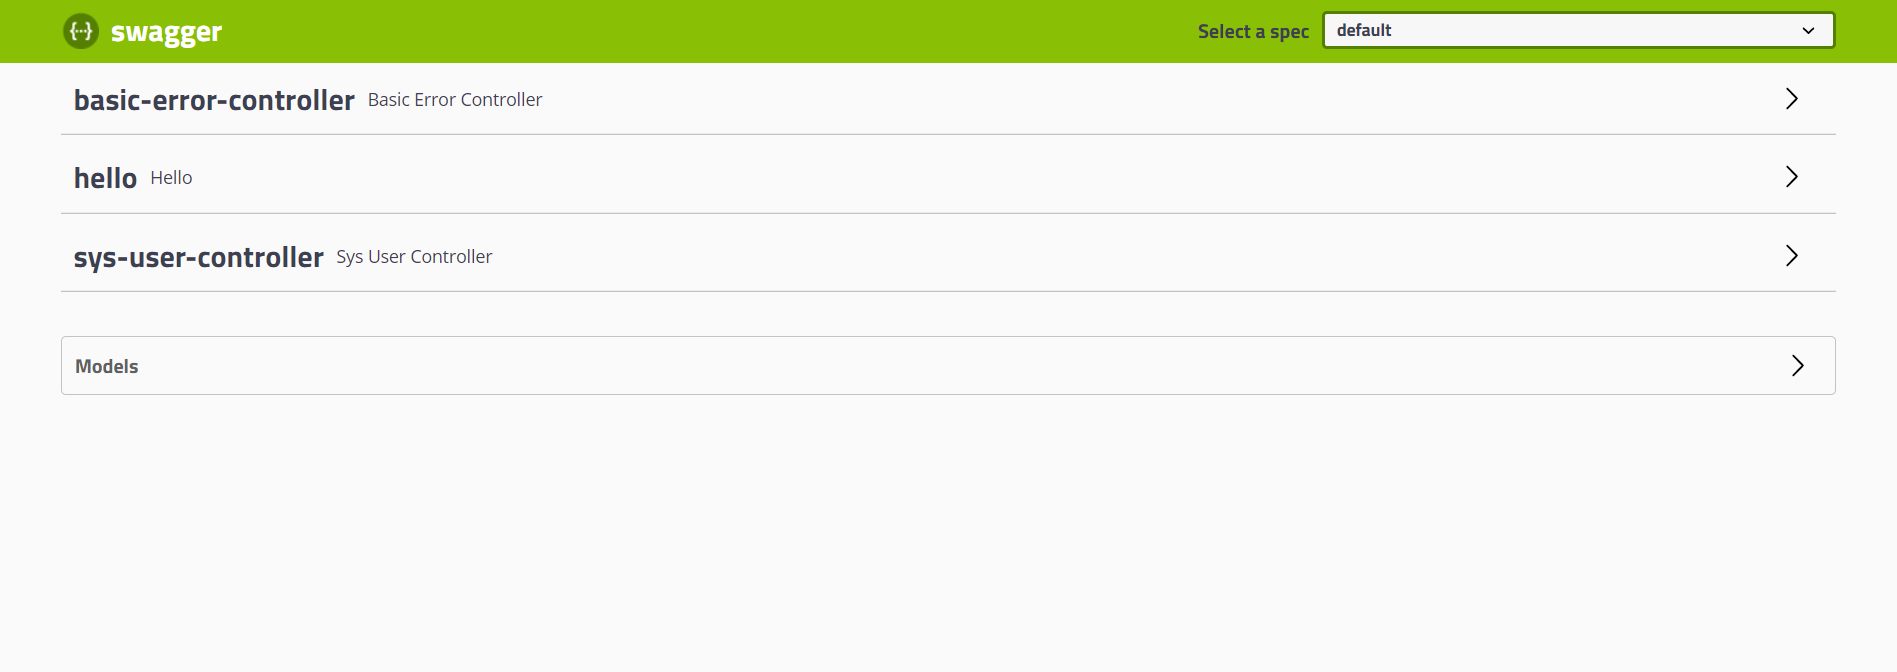 {···} swagger Select a spec default
basic-error-controller Basic Error Controller
hello Hello
sys-user-controller Sys User Controller
Models